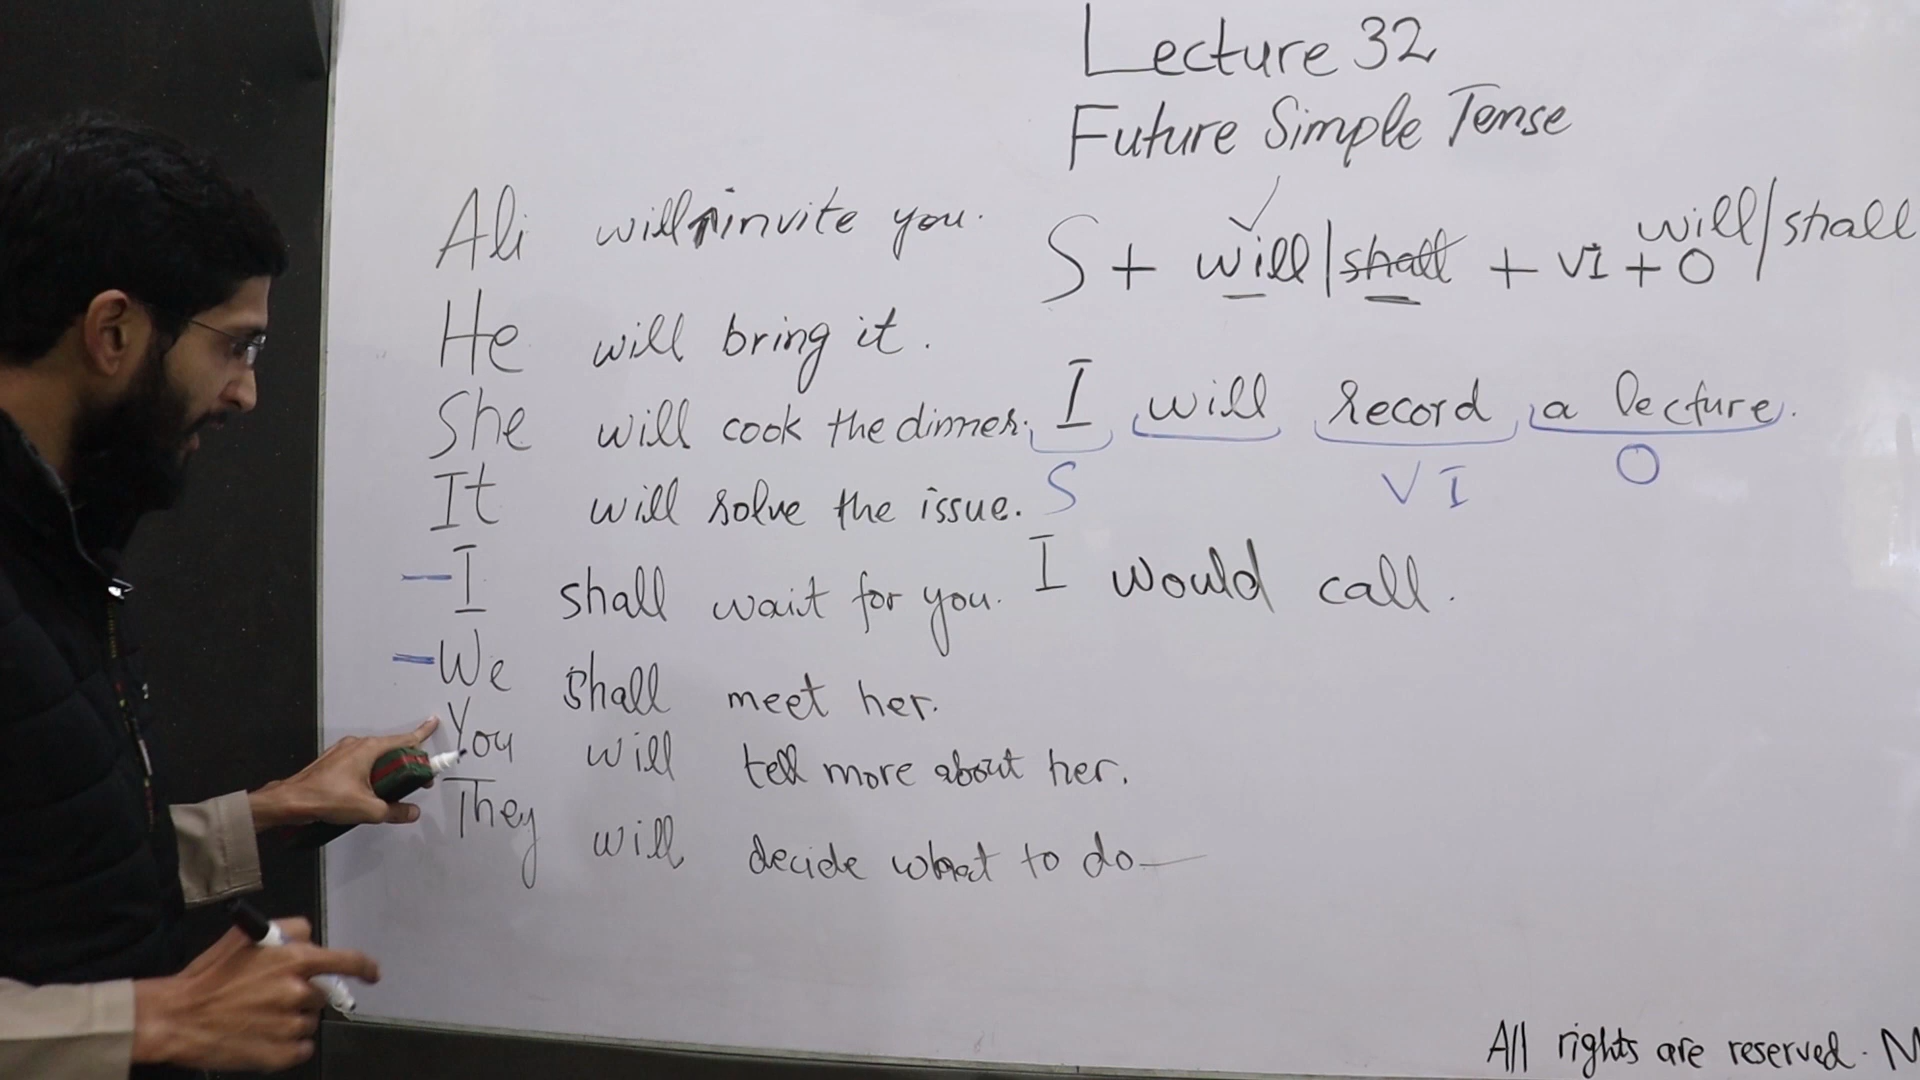 Lecture 32
Future Simple Tense
S + will/shall + VI + O will/shall
I will record a lecture.
S VI O
I would call.
Ali will invite you.
He will bring it.
She will cook the dinner.
It will solve the issue.
- I shall wait for you.
- We shall meet her.
You will tell more about her.
They will decide what to do
All rights are reserved.